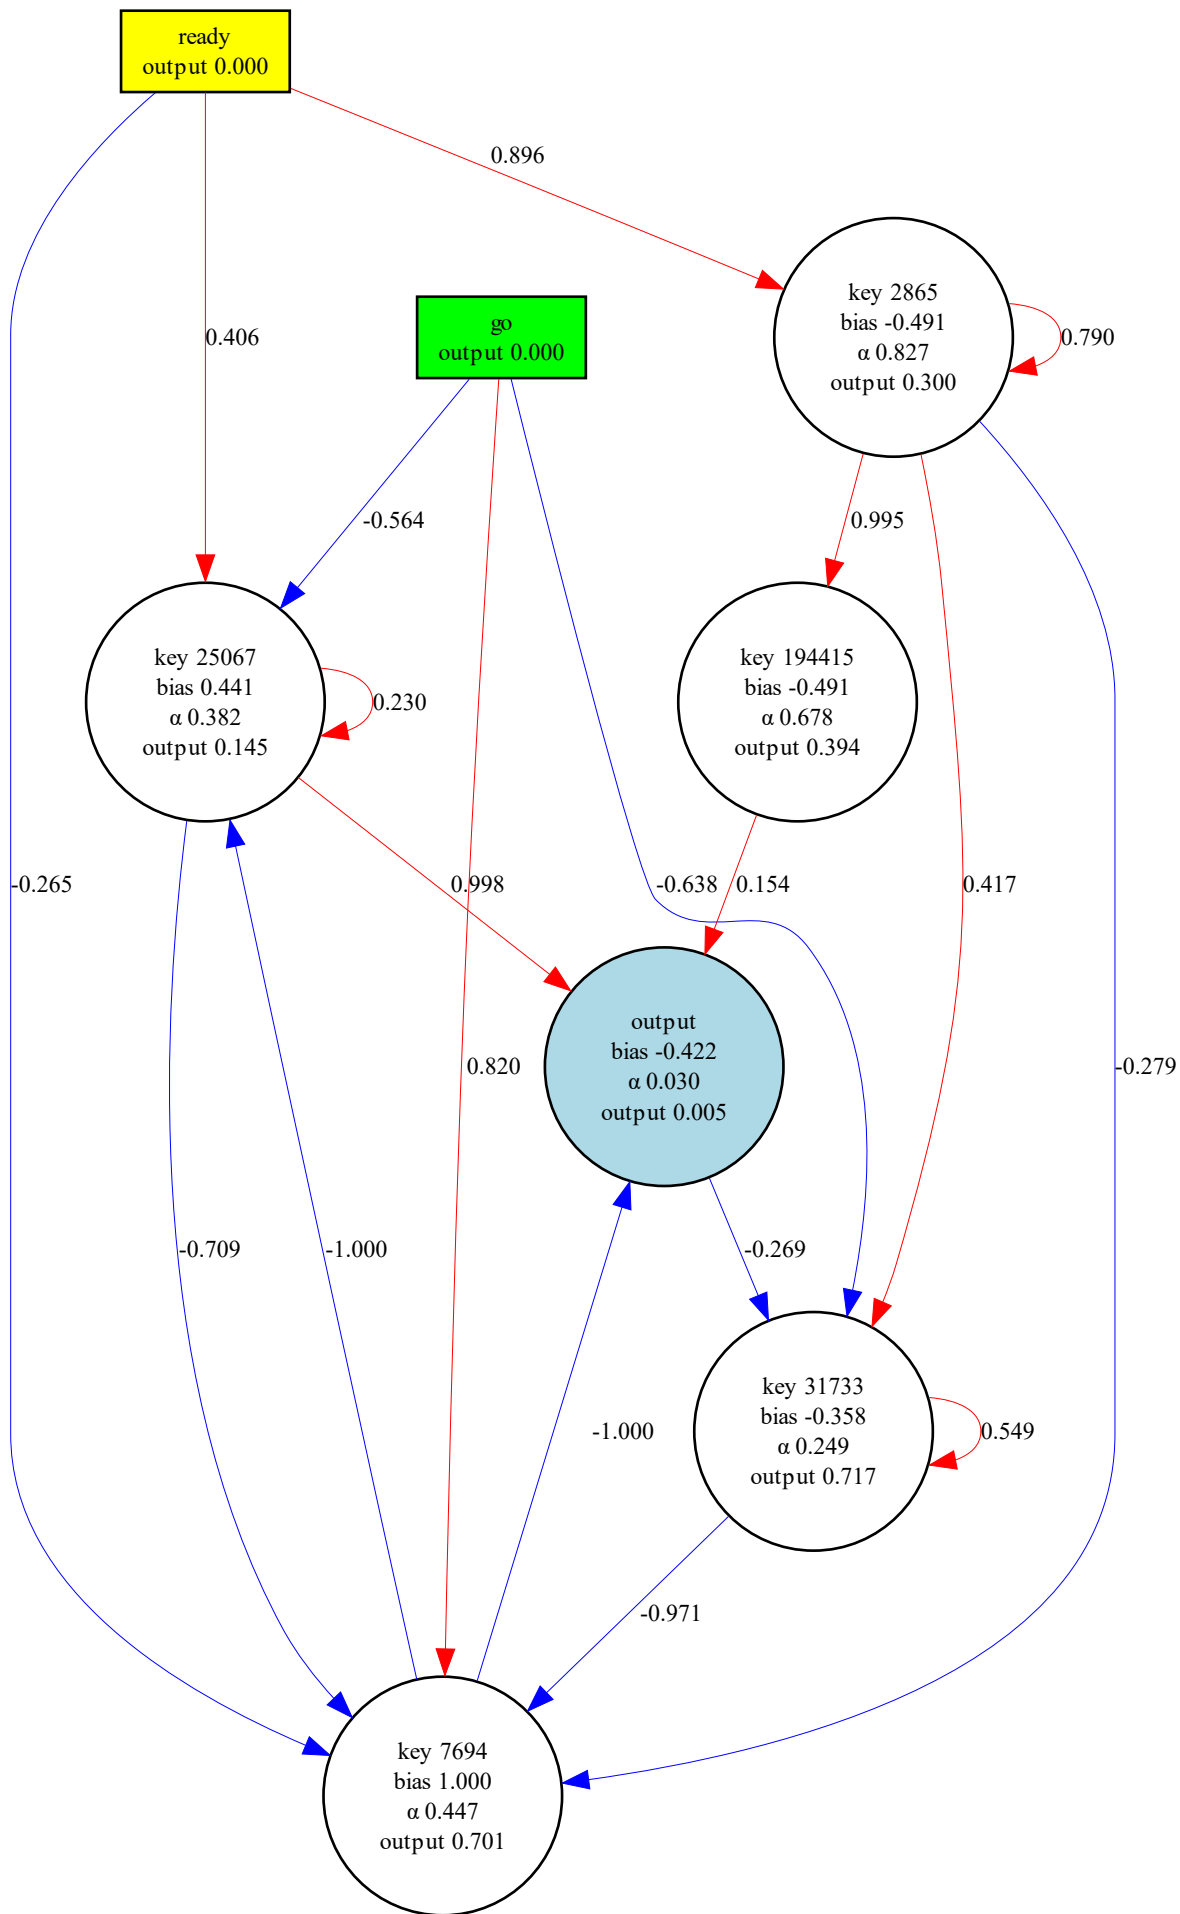 ready
output 0.000
0.896
key 2865
bias -0.491
α 0.827
output 0.300
0.790
go
output 0.000
0.406
-0.564
0.995
key 25067
bias 0.441
α 0.382
output 0.145
0.230
key 194415
bias -0.491
α 0.678
output 0.394
-0.265
0.998
-0.638
0.154
0.417
output
bias -0.422
α 0.030
output 0.005
0.820
-0.279
-0.709
-1.000
-0.269
key 31733
bias -0.358
α 0.249
output 0.717
0.549
-1.000
-0.971
key 7694
bias 1.000
α 0.447
output 0.701